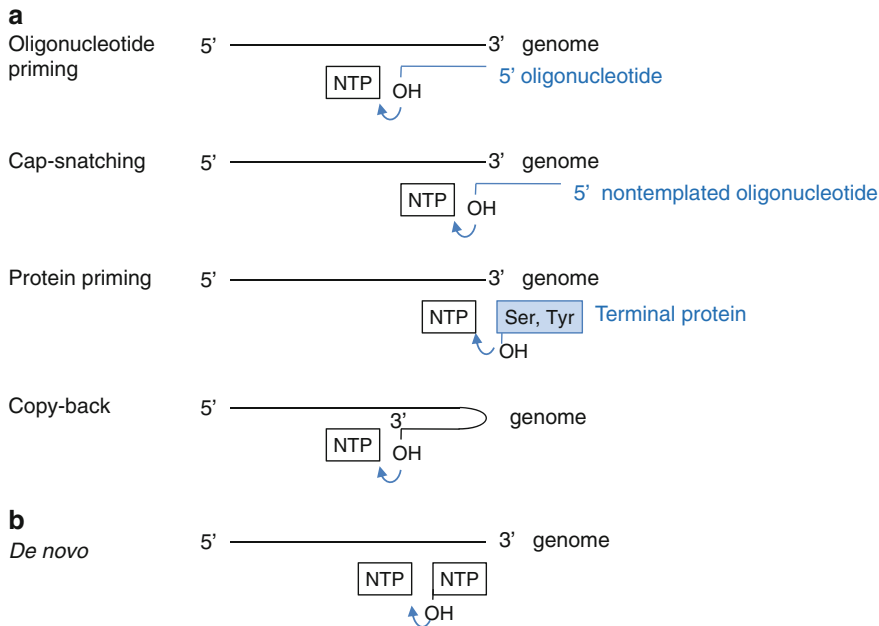 a
Oligonucleotide priming
5’ 3’ genome
NTP OH 5’ oligonucleotide
Cap-snatching
5’ 3’ genome
NTP OH 5’ nontemplated oligonucleotide
Protein priming
5’ 3’ genome
NTP Ser, Tyr Terminal protein
OH
Copy-back
5’ 3’ genome
NTP OH
b
De novo
5’ 3’ genome
NTP NTP
OH